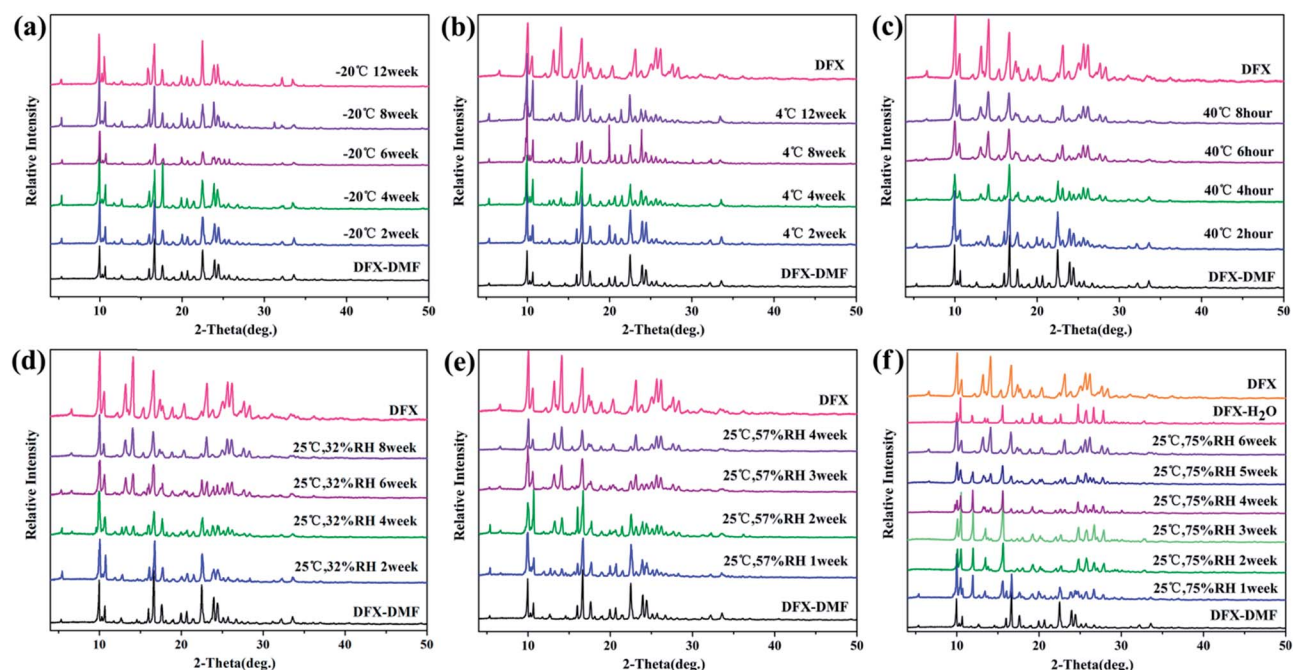 (a)
Relative Intensity
-20℃ 12week
-20℃ 8week
-20℃ 6week
-20℃ 4week
-20℃ 2week
DFX-DMF
10 20 30 40 50
2-Theta(deg.)
(b)
Relative Intensity
DFX
4℃ 12week
4℃ 8week
4℃ 4week
4℃ 2week
DFX-DMF
10 20 30 40 50
2-Theta(deg.)
(c)
Relative Intensity
DFX
40℃ 8hour
40℃ 6hour
40℃ 4hour
40℃ 2hour
DFX-DMF
10 20 30 40 50
2-Theta(deg.)
(d)
Relative Intensity
DFX
25℃,32%RH 8week
25℃,32%RH 6week
25℃,32%RH 4week
25℃,32%RH 2week
DFX-DMF
10 20 30 40 50
2-Theta(deg.)
(e)
Relative Intensity
DFX
25℃,57%RH 4week
25℃,57%RH 3week
25℃,57%RH 2week
25℃,57%RH 1week
DFX-DMF
10 20 30 40 50
2-Theta(deg.)
(f)
Relative Intensity
DFX
DFX-H₂O
25℃,75%RH 6week
25℃,75%RH 5week
25℃,75%RH 4week
25℃,75%RH 3week
25℃,75%RH 2week
25℃,75%RH 1week
DFX-DMF
10 20 30 40 50
2-Theta(deg.)